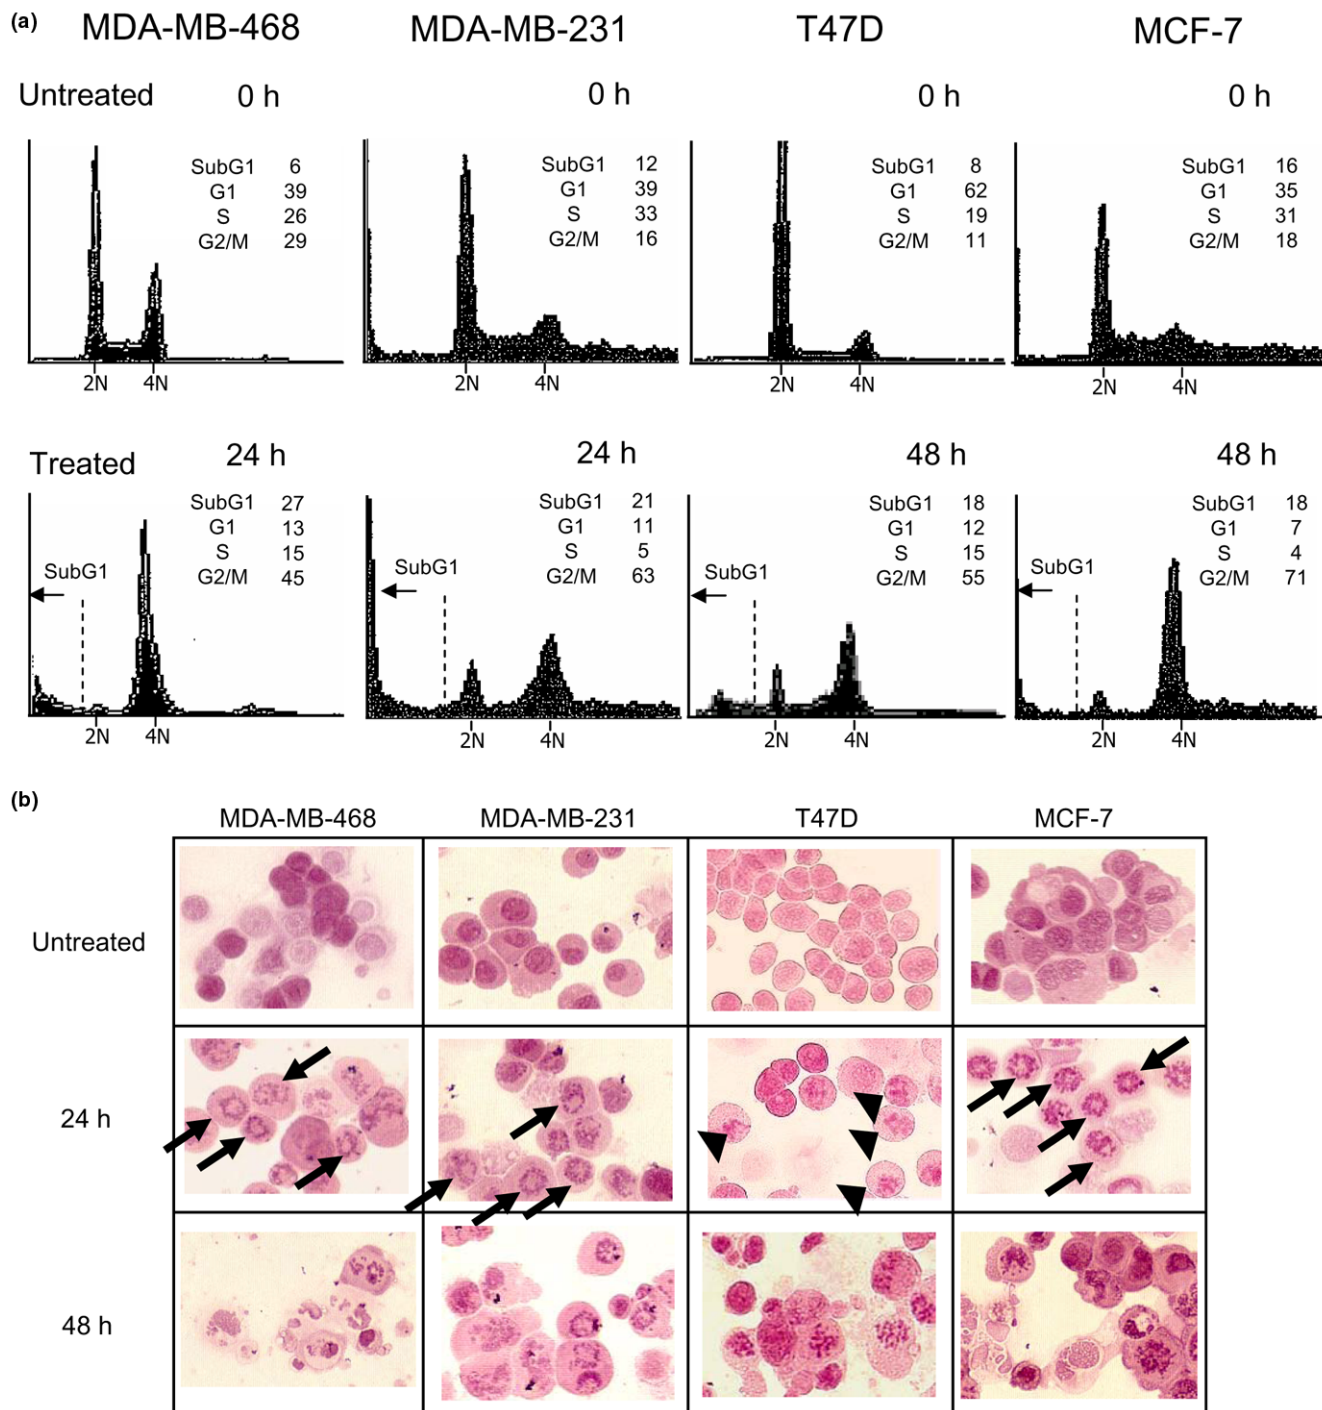 (a)
MDA-MB-468 MDA-MB-231 T47D MCF-7
Untreated 0 h 0 h 0 h 0 h
SubG1 6 SubG1 12 SubG1 8 SubG1 16
G1 39 G1 39 G1 62 G1 35
S 26 S 33 S 19 S 31
G2/M 29 G2/M 16 G2/M 11 G2/M 18
2N 4N 2N 4N 2N 4N 2N 4N
Treated 24 h 24 h 48 h 48 h
SubG1 27 SubG1 21 SubG1 18 SubG1 18
G1 13 G1 11 G1 12 G1 7
S 15 S 5 S 15 S 4
G2/M 45 G2/M 63 G2/M 55 G2/M 71
SubG1 SubG1 SubG1 SubG1
2N 4N 2N 4N 2N 4N 2N 4N
(b)
MDA-MB-468 MDA-MB-231 T47D MCF-7
Untreated
24 h
48 h